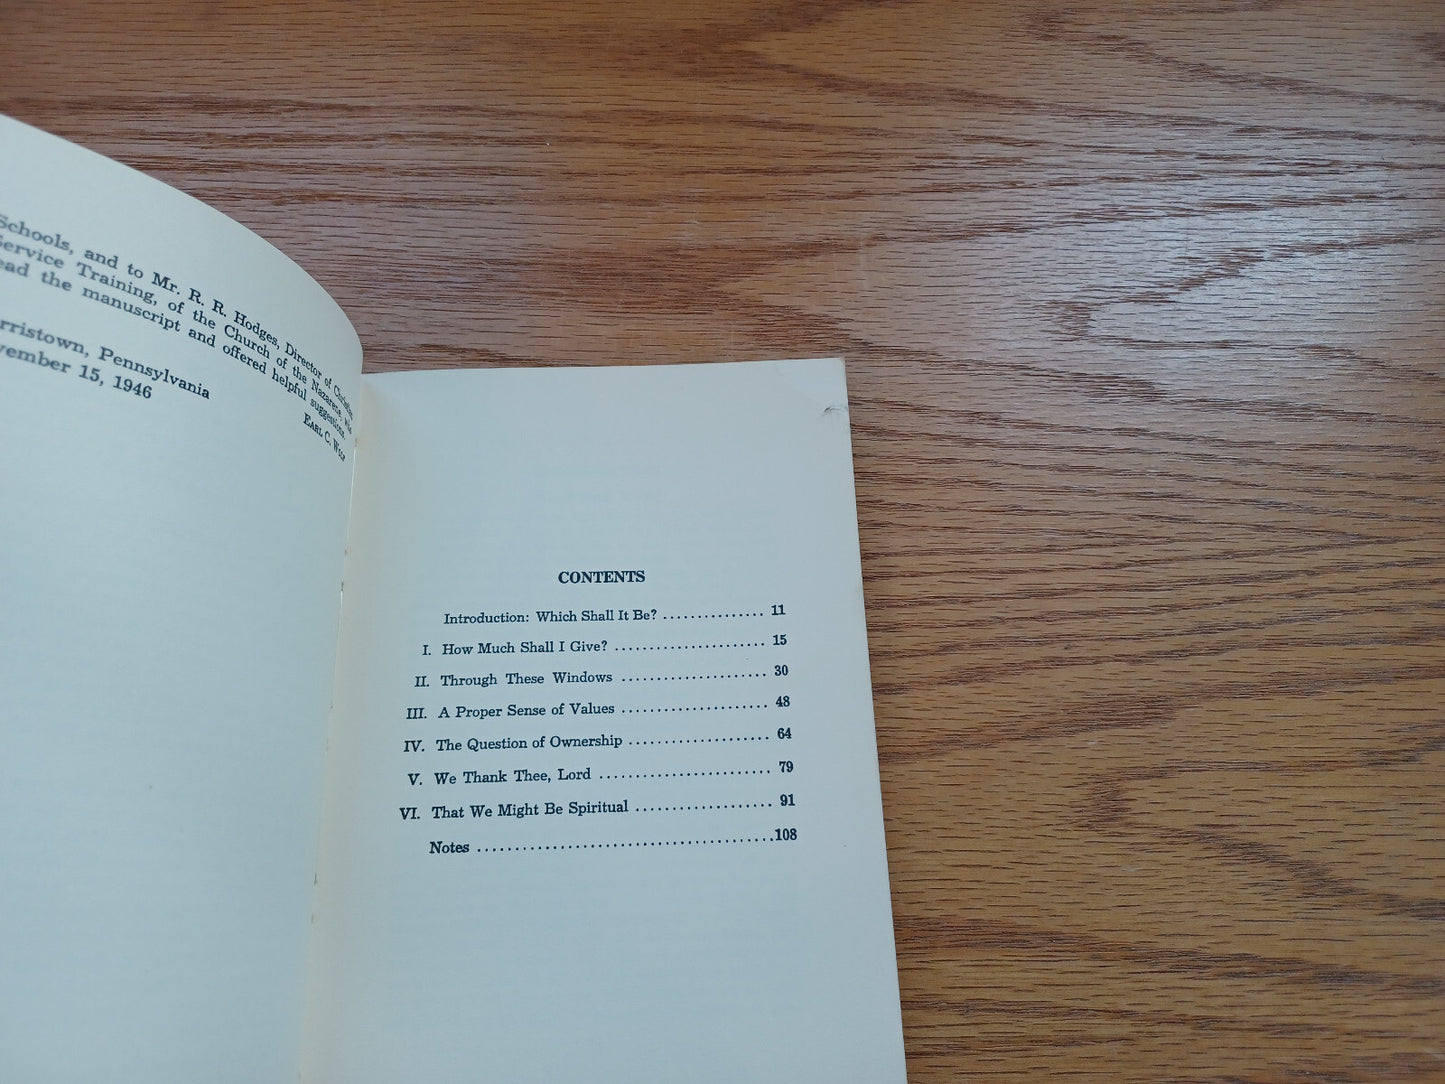 Schools, and to Mr. R. R. Hodges, Director of Christian
Service Training, of the Church of the Nazarene, who
ead the manuscript and offered helpful suggestions.
EARL C. WOLF
rristown, Pennsylvania
vember 15, 1946
CONTENTS
Introduction: Which Shall It Be? ............... 11
I. How Much Shall I Give? ...................... 15
II. Through These Windows ..................... 30
III. A Proper Sense of Values ..................... 48
IV. The Question of Ownership .................... 64
V. We Thank Thee, Lord ......................... 79
VI. That We Might Be Spiritual ................... 91
Notes ........................................108